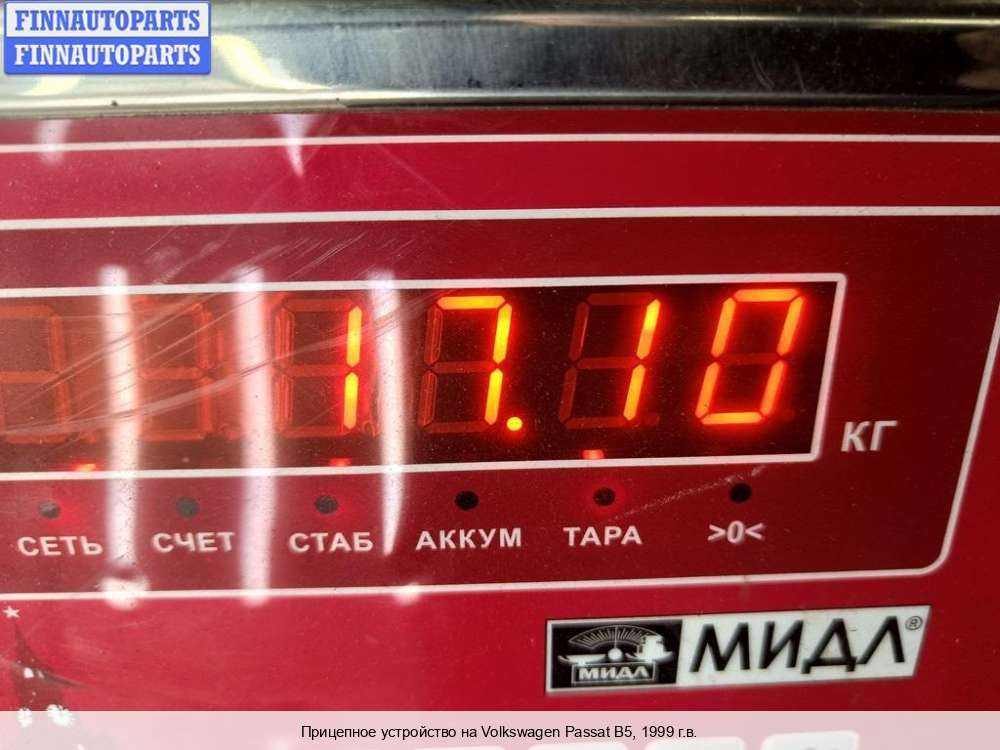 FINNAUTOPARTS
FINNAUTOPARTS
17.10
КГ
СЕТЬ СЧЕТ СТАБ АККУМ ТАРА >0<
МИДЛ®
МИДЛ
Прицепное устройство на Volkswagen Passat B5, 1999 г.в.